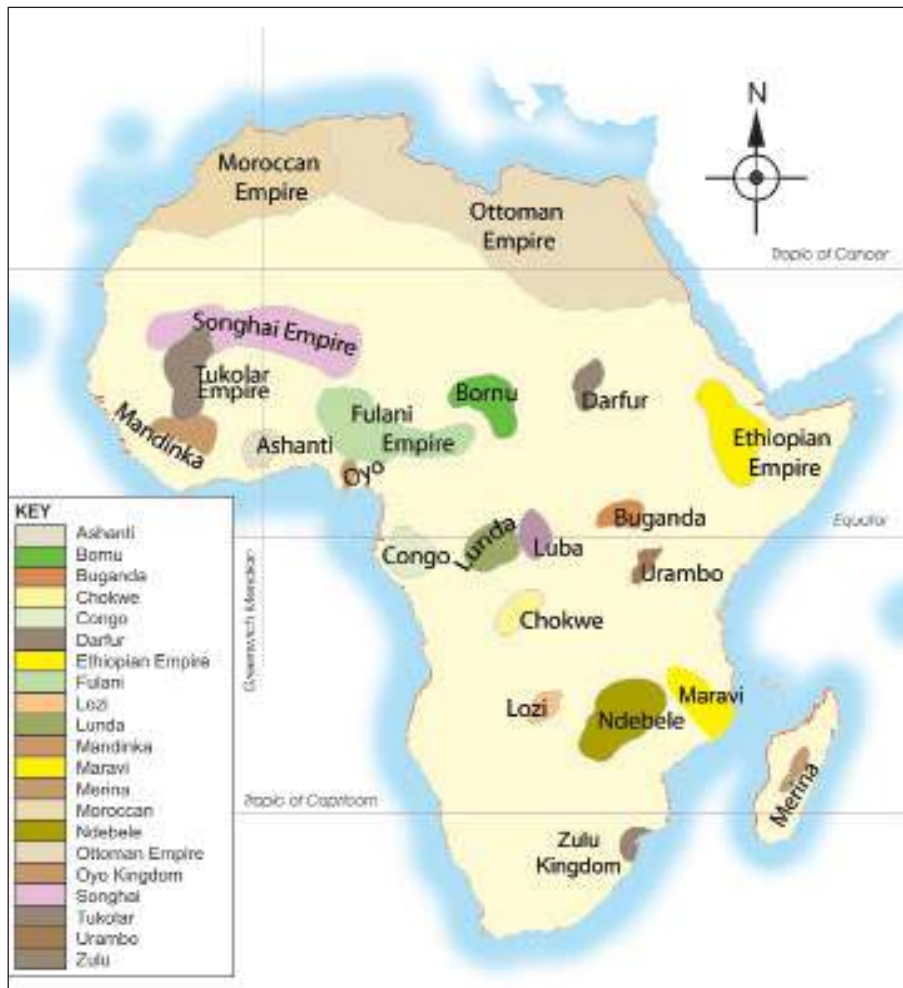 N
Moroccan
Empire
Ottoman
Empire
Tropic of Cancer
Songhai Empire
Tukolar
Empire
Mandinka
Ashanti
Fulani
Empire
Oyo
Bornu
Darfur
Ethiopian
Empire
Buganda
Equator
Congo
Lunda
Luba
Urambo
Chokwe
Greenwich Meridian
Lozi
Ndebele
Maravi
Merina
Tropic of Capricorn
Zulu
Kingdom
KEY
Ashanti
Bornu
Buganda
Chokwe
Congo
Darfur
Ethiopian Empire
Fulani
Lozi
Lunda
Mandinka
Maravi
Merina
Moroccan
Ndebele
Ottoman Empire
Oyo Kingdom
Songhai
Tukolar
Urambo
Zulu